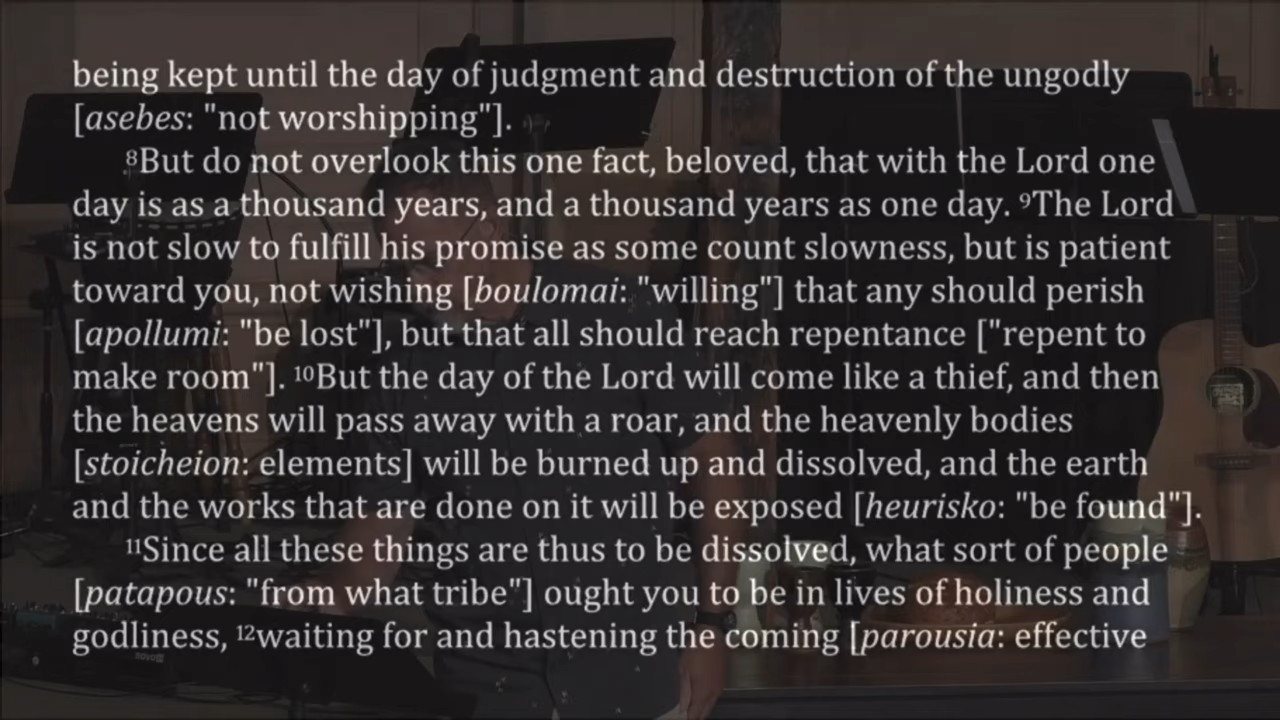 being kept until the day of judgment and destruction of the ungodly
[asebes: "not worshipping"].
⁸But do not overlook this one fact, beloved, that with the Lord one
day is as a thousand years, and a thousand years as one day. ⁹The Lord
is not slow to fulfill his promise as some count slowness, but is patient
toward you, not wishing [boulomai: "willing"] that any should perish
[apollumi: "be lost"], but that all should reach repentance ["repent to
make room"]. ¹⁰But the day of the Lord will come like a thief, and then
the heavens will pass away with a roar, and the heavenly bodies
[stoicheion: elements] will be burned up and dissolved, and the earth
and the works that are done on it will be exposed [heurisko: "be found"].
¹¹Since all these things are thus to be dissolved, what sort of people
[patapous: "from what tribe"] ought you to be in lives of holiness and
godliness, ¹²waiting for and hastening the coming [parousia: effective